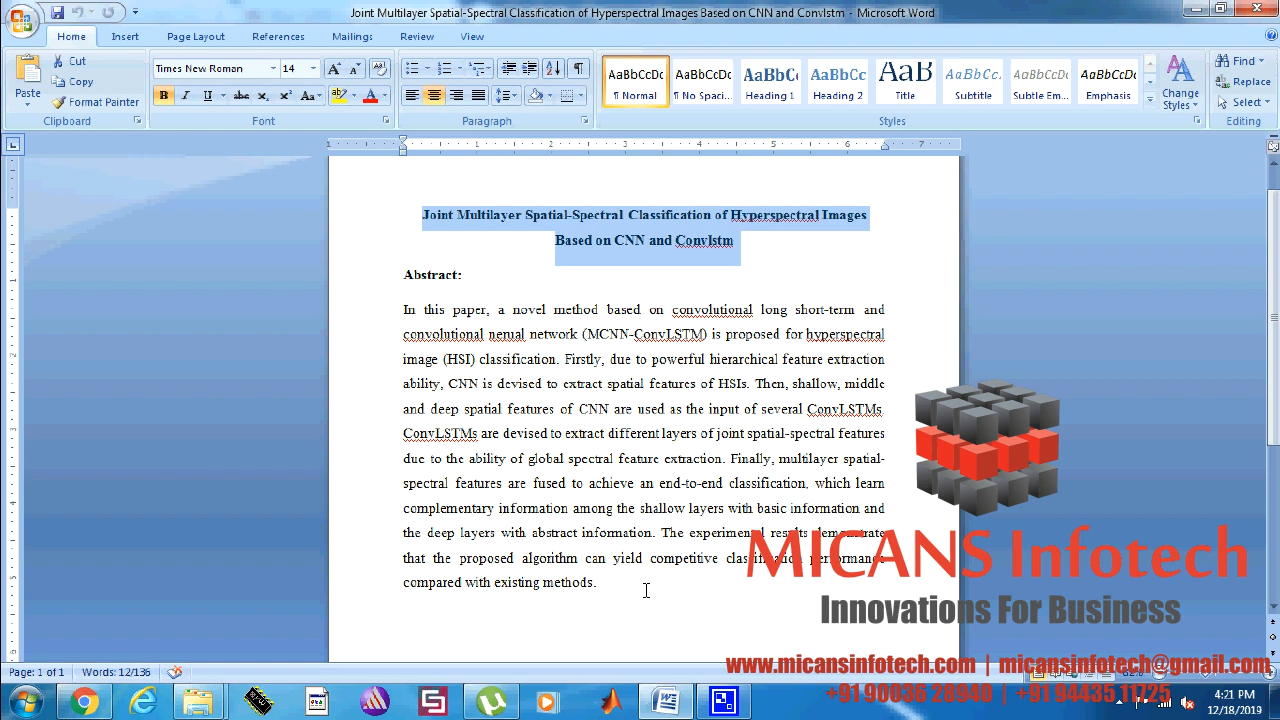 Joint Multilayer Spatial-Spectral Classification of Hyperspectral Images Based on CNN and Convlstm - Microsoft Word
Home Insert Page Layout References Mailings Review View
Cut
Copy
Format Painter
Paste
Clipboard
Times New Roman 14
Font
Paragraph
AaBbCcDc AaBbCcDc AaBbC AaBbCc AaB AaBbCc. AaBbCcDc AaBbCcDc
¶ Normal ¶ No Spaci... Heading 1 Heading 2 Title Subtitle Subtle Em... Emphasis
Change Styles
Styles
Find
Replace
Select
Editing
1 1 2 3 4 5 6 7
Joint Multilayer Spatial-Spectral Classification of Hyperspectral Images
Based on CNN and Convlstm
Abstract:
In this paper, a novel method based on convolutional long short-term and
convolutional neural network (MCNN-ConvLSTM) is proposed for hyperspectral
image (HSI) classification. Firstly, due to powerful hierarchical feature extraction
ability, CNN is devised to extract spatial features of HSIs. Then, shallow, middle
and deep spatial features of CNN are used as the input of several ConvLSTMs.
ConvLSTMs are devised to extract different layers of joint spatial-spectral features
due to the ability of global spectral feature extraction. Finally, multilayer spatial-
spectral features are fused to achieve an end-to-end classification, which learn
complementary information among the shallow layers with basic information and
the deep layers with abstract information. The experimental results demonstrate
that the proposed algorithm can yield competitive classification performance
compared with existing methods.
MICANS Infotech
Innovations For Business
www.micansinfotech.com | micansinfotech@gmail.com
+91 90036 28940 | +91 94435 11725
Page: 1 of 1 Words: 12/136
4:21 PM
12/18/2019